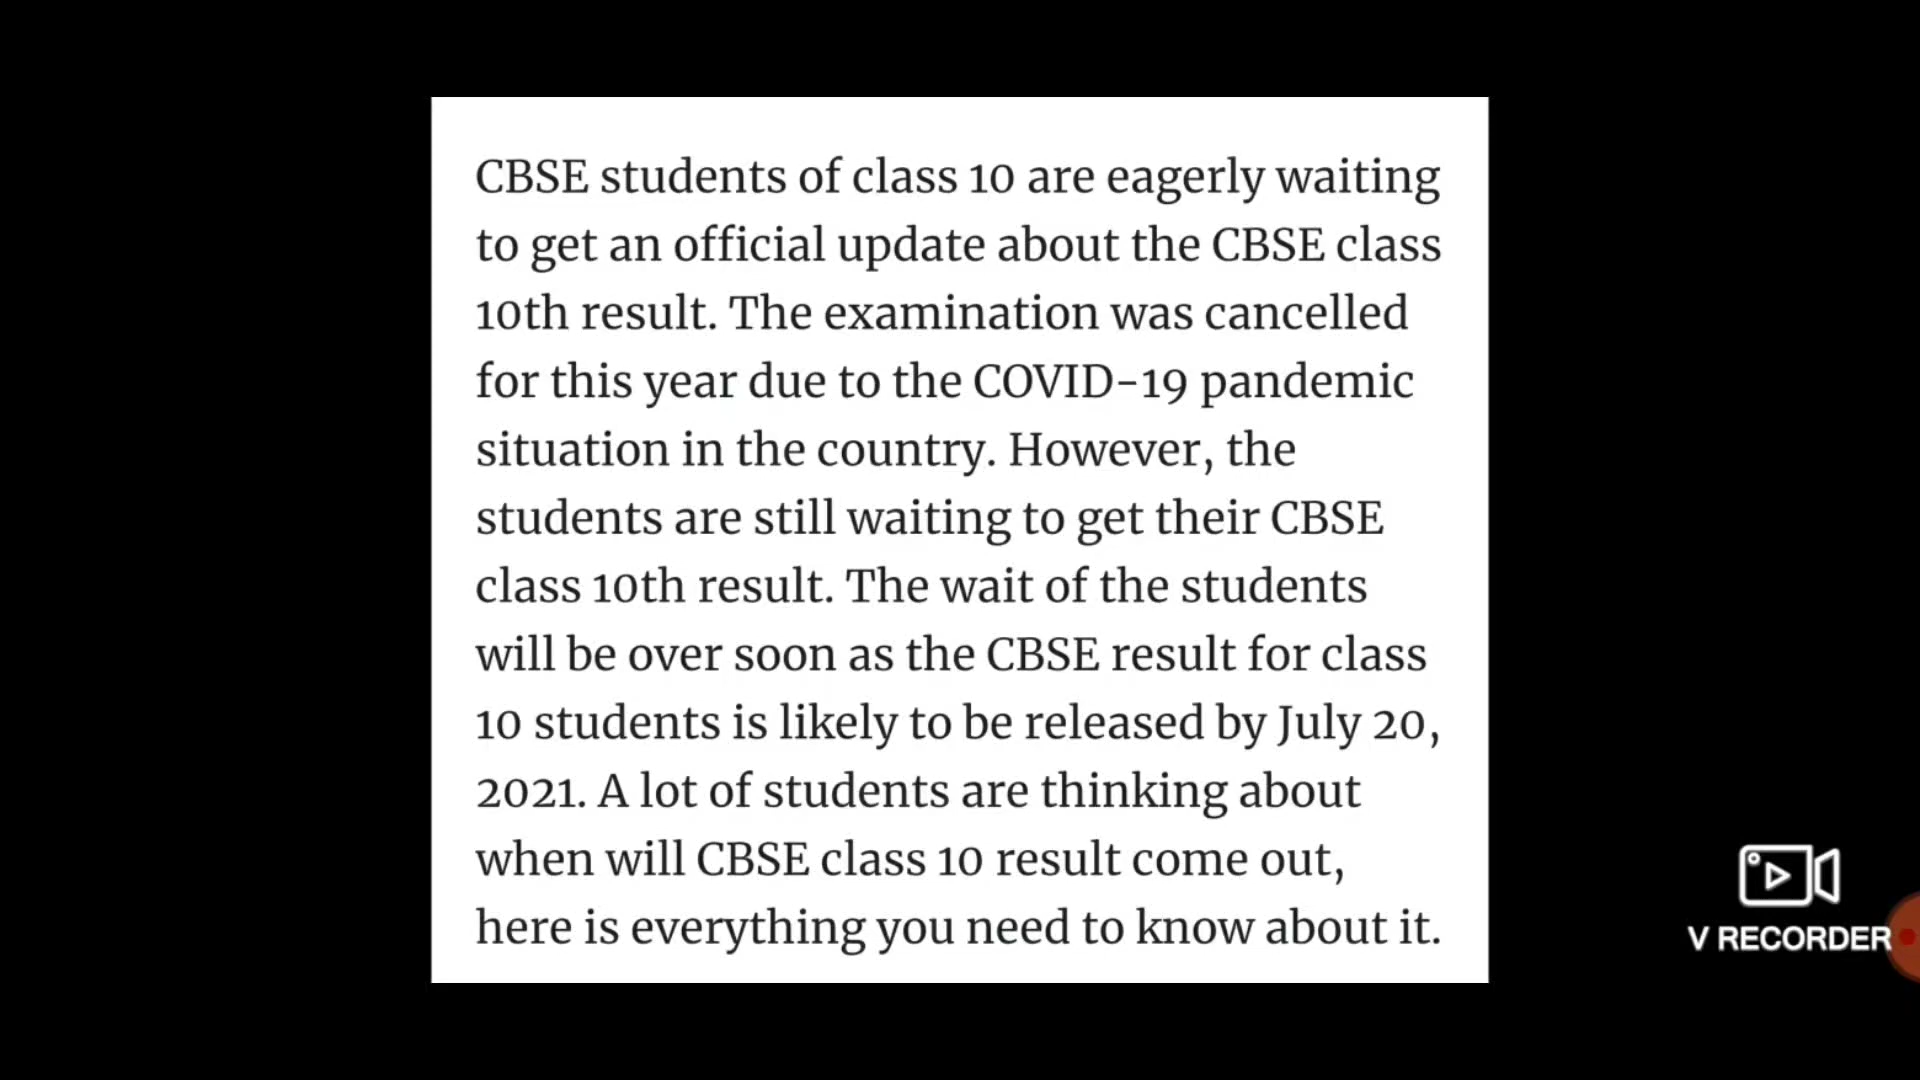 CBSE students of class 10 are eagerly waiting
to get an official update about the CBSE class
10th result. The examination was cancelled
for this year due to the COVID-19 pandemic
situation in the country. However, the
students are still waiting to get their CBSE
class 10th result. The wait of the students
will be over soon as the CBSE result for class
10 students is likely to be released by July 20,
2021. A lot of students are thinking about
when will CBSE class 10 result come out,
here is everything you need to know about it.
V RECORDER